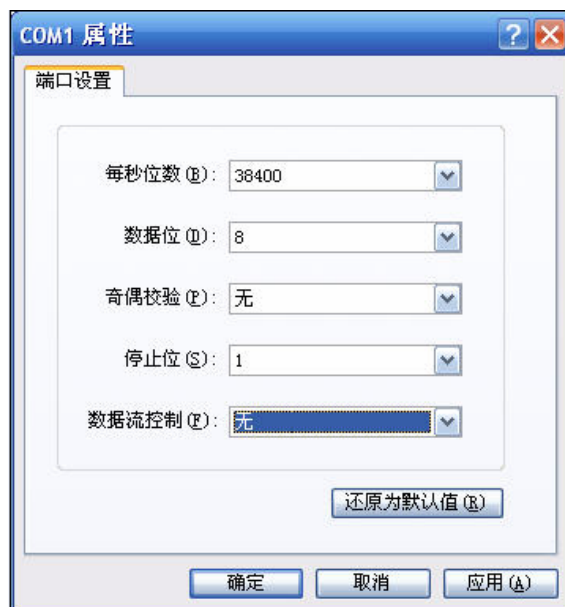 COM1 属性
端口设置
每秒位数(B): 38400
数据位(D): 8
奇偶校验(P): 无
停止位(S): 1
数据流控制(F): 无
还原为默认值(R)
确定 取消 应用(A)